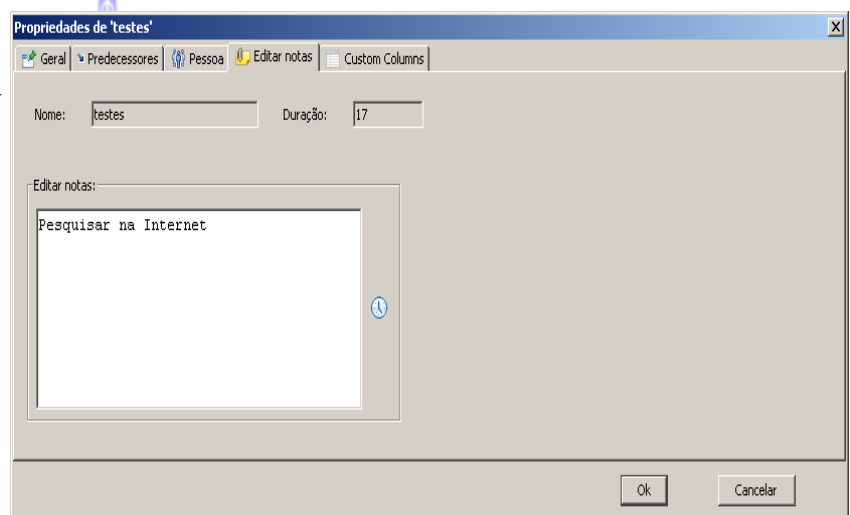 Propriedades de 'testes'
Geral Predecessores Pessoa Editar notas Custom Columns
Nome: testes Duração: 17
Editar notas:
Pesquisar na Internet
Ok Cancelar